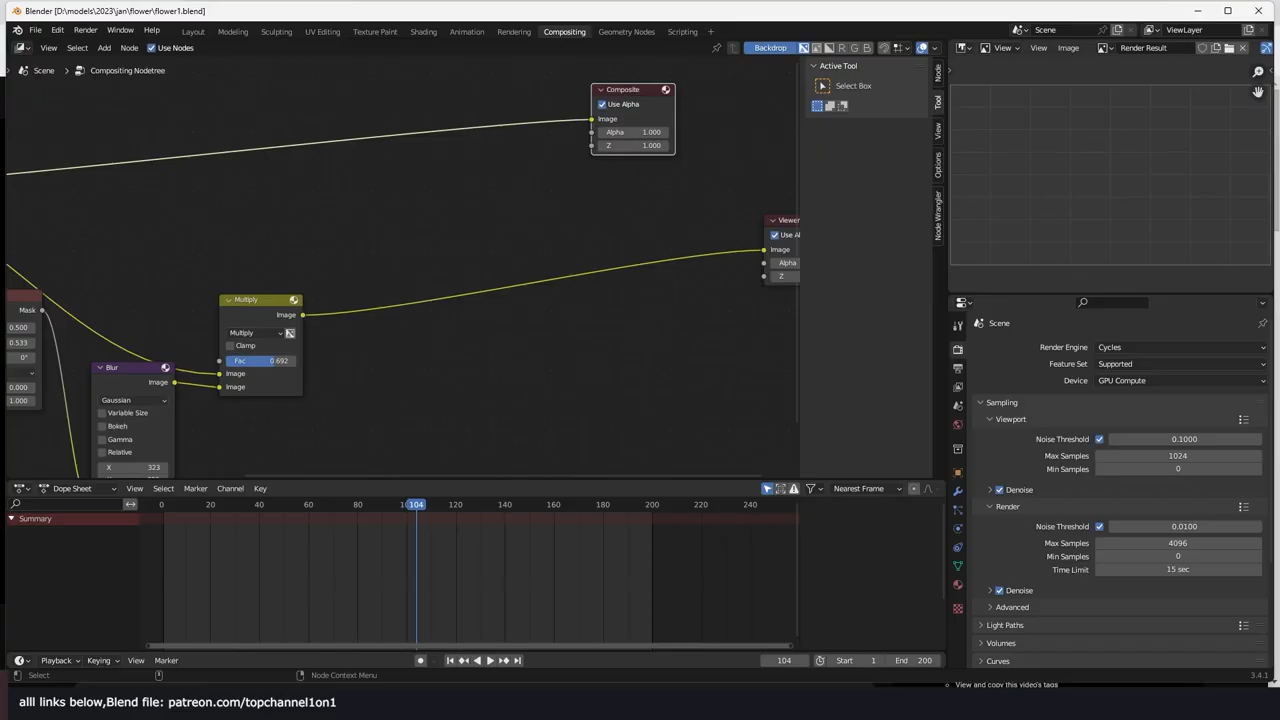 Blender [D:\models\2023\jan\flower\flower1.blend]
File Edit Render Window Help
Layout Modeling Sculpting UV Editing Texture Paint Shading Animation Rendering Compositing Geometry Nodes Scripting
Scene ViewLayer
View Select Add Node Use Nodes
Backdrop R G B
View View Image Render Result
Scene Compositing Nodetree
Active Tool
Select Box
Node
Tool
View
Options
Node Wrangler
Composite
Use Alpha
Image
Alpha 1.000
Z 1.000
Viewer
Use Al
Image
Alpha
Z
Multiply
Image
Multiply
Clamp
Fac 0.692
Image
Image
Mask
0.500
0.533
0°
0.000
1.000
Blur
Image
Gaussian
Variable Size
Bokeh
Gamma
Relative
X 323
Scene
Render Engine Cycles
Feature Set Supported
Device GPU Compute
Sampling
Viewport
Noise Threshold 0.1000
Max Samples 1024
Min Samples 0
Denoise
Render
Noise Threshold 0.0100
Max Samples 4096
Min Samples 0
Time Limit 15 sec
Denoise
Advanced
Light Paths
Volumes
Curves
Dope Sheet View Select Marker Channel Key Nearest Frame
0 20 40 60 80 104 120 140 160 180 200 220 240
Summary
Playback Keying View Marker 104 Start 1 End 200
Select Node Context Menu 3.4.1
View and copy this video's tags
alll links below,Blend file: patreon.com/topchannel1on1